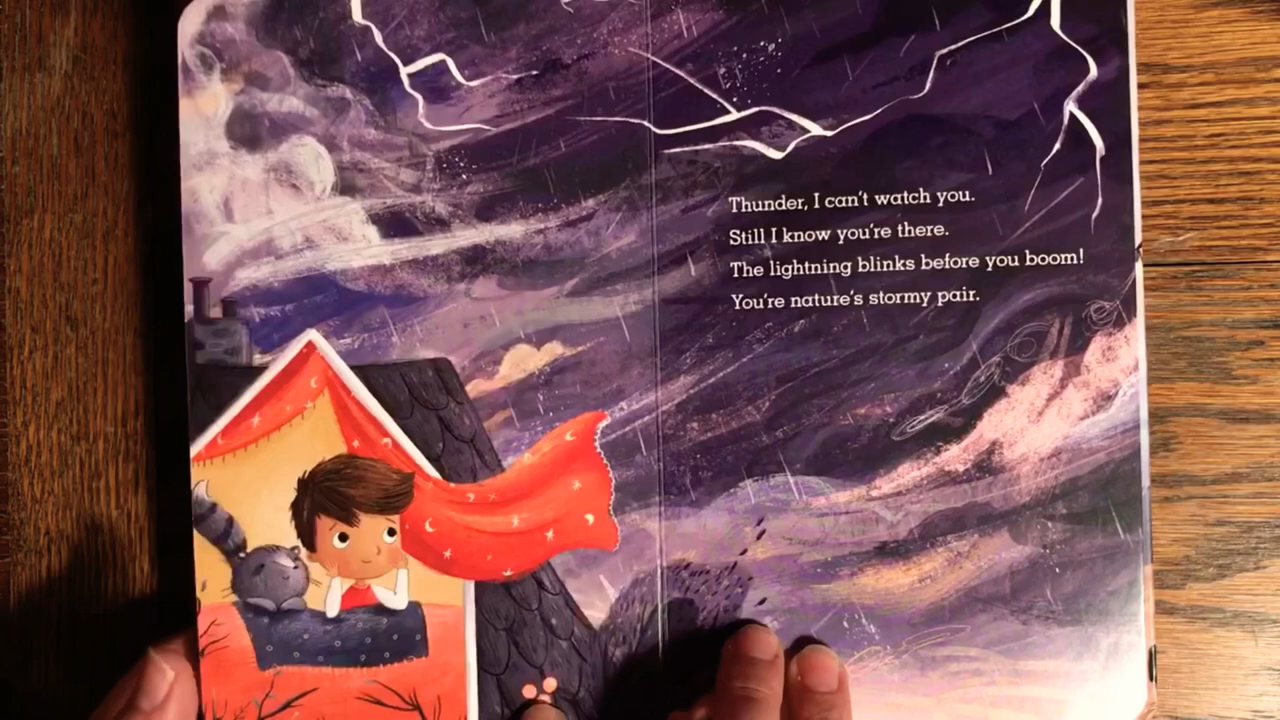 Thunder, I can't watch you.
Still I know you're there.
The lightning blinks before you boom!
You're nature's stormy pair.